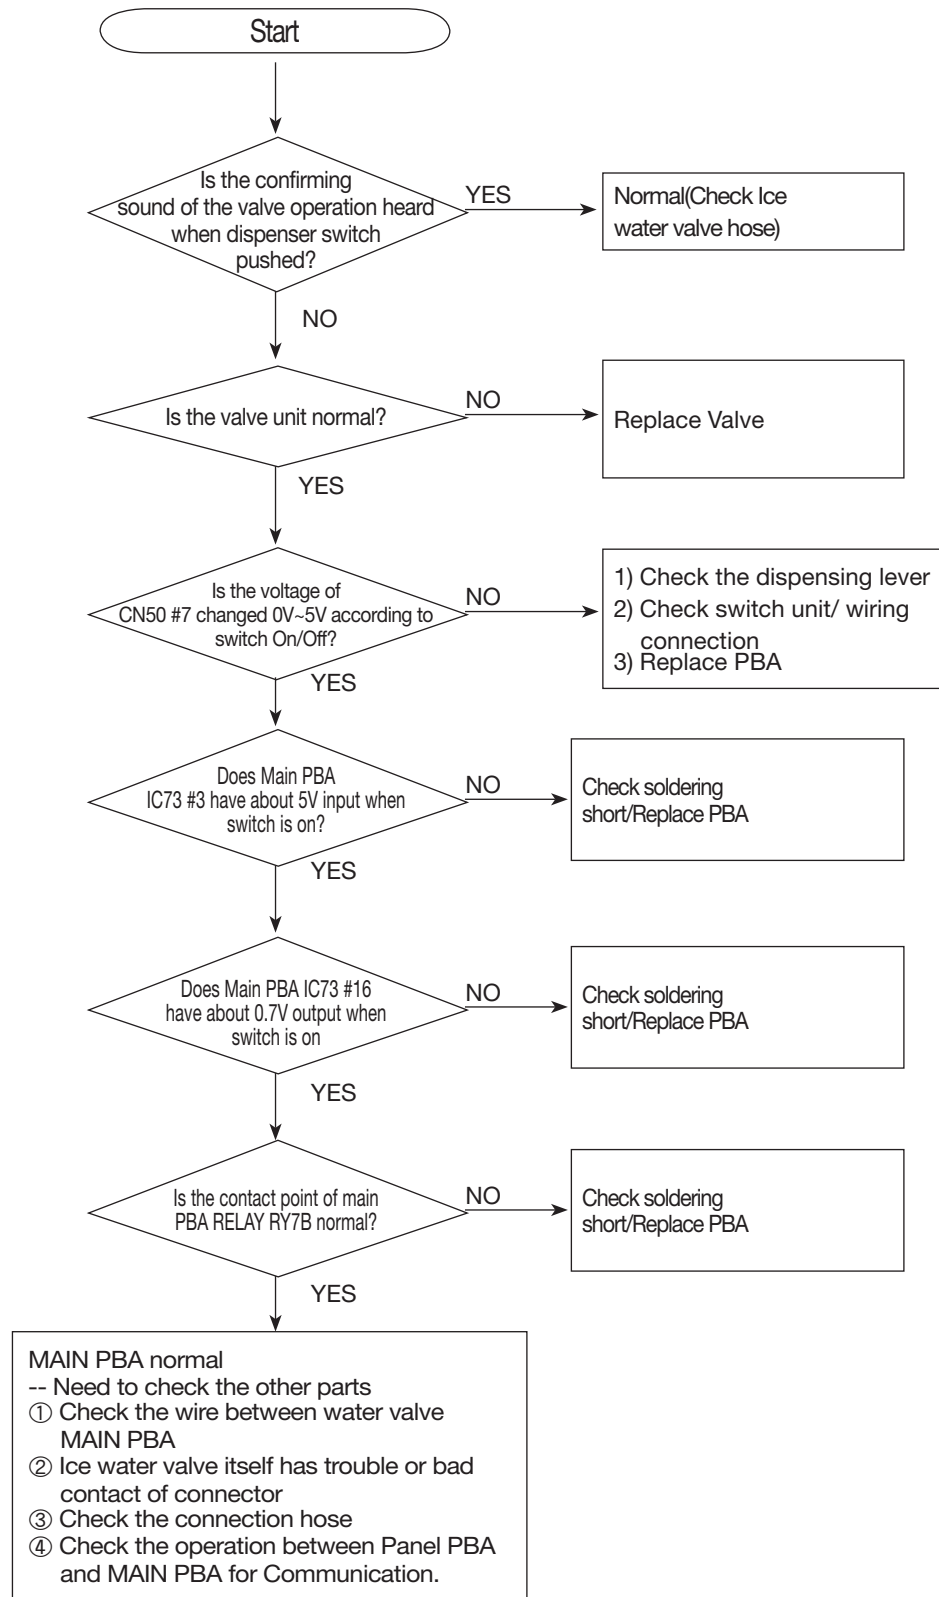 Start
Is the confirming
sound of the valve operation heard
when dispenser switch
pushed?
YES
Normal(Check Ice
water valve hose)
NO
Is the valve unit normal?
NO
Replace Valve
YES
Is the voltage of
CN50 #7 changed 0V~5V according to
switch On/Off?
NO
1) Check the dispensing lever
2) Check switch unit/ wiring
connection
3) Replace PBA
YES
Does Main PBA
IC73 #3 have about 5V input when
switch is on?
NO
Check soldering
short/Replace PBA
YES
Does Main PBA IC73 #16
have about 0.7V output when
switch is on
NO
Check soldering
short/Replace PBA
YES
Is the contact point of main
PBA RELAY RY7B normal?
NO
Check soldering
short/Replace PBA
YES
MAIN PBA normal
-- Need to check the other parts
① Check the wire between water valve
MAIN PBA
② Ice water valve itself has trouble or bad
contact of connector
③ Check the connection hose
④ Check the operation between Panel PBA
and MAIN PBA for Communication.